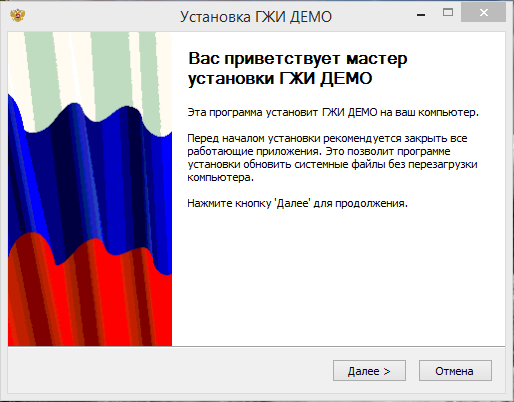 Установка ГЖИ ДЕМО
Вас приветствует мастер
установки ГЖИ ДЕМО
Эта программа установит ГЖИ ДЕМО на ваш компьютер.
Перед началом установки рекомендуется закрыть все
работающие приложения. Это позволит программе
установки обновить системные файлы без перезагрузки
компьютера.
Нажмите кнопку 'Далее' для продолжения.
Далее >
Отмена